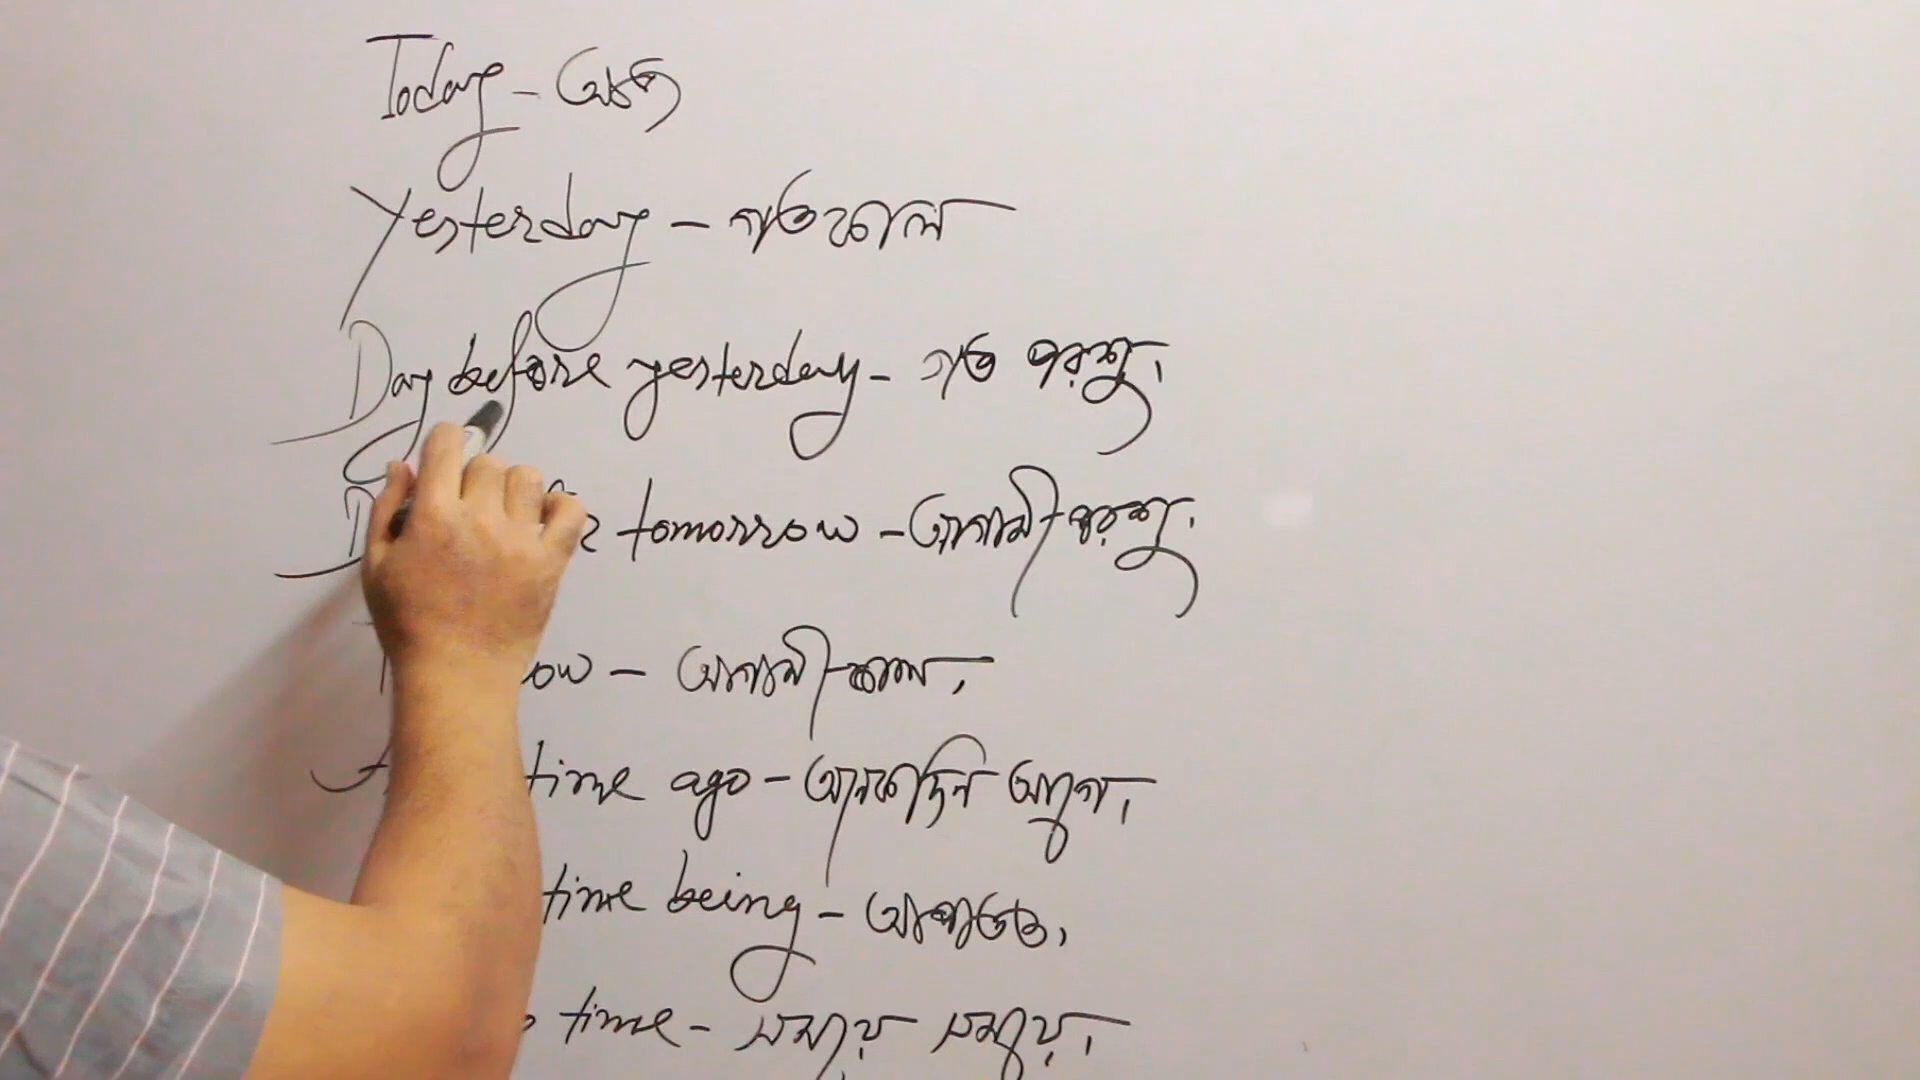 Today - আজ
Yesterday - গতকাল
Day before yesterday - গত পরশু,
tomorrow - আগামী পরশু,
ow - আগামী কাল,
time ago - অনেকদিন আগে,
time being - আপাতত,
time - সময়ে সময়ে,